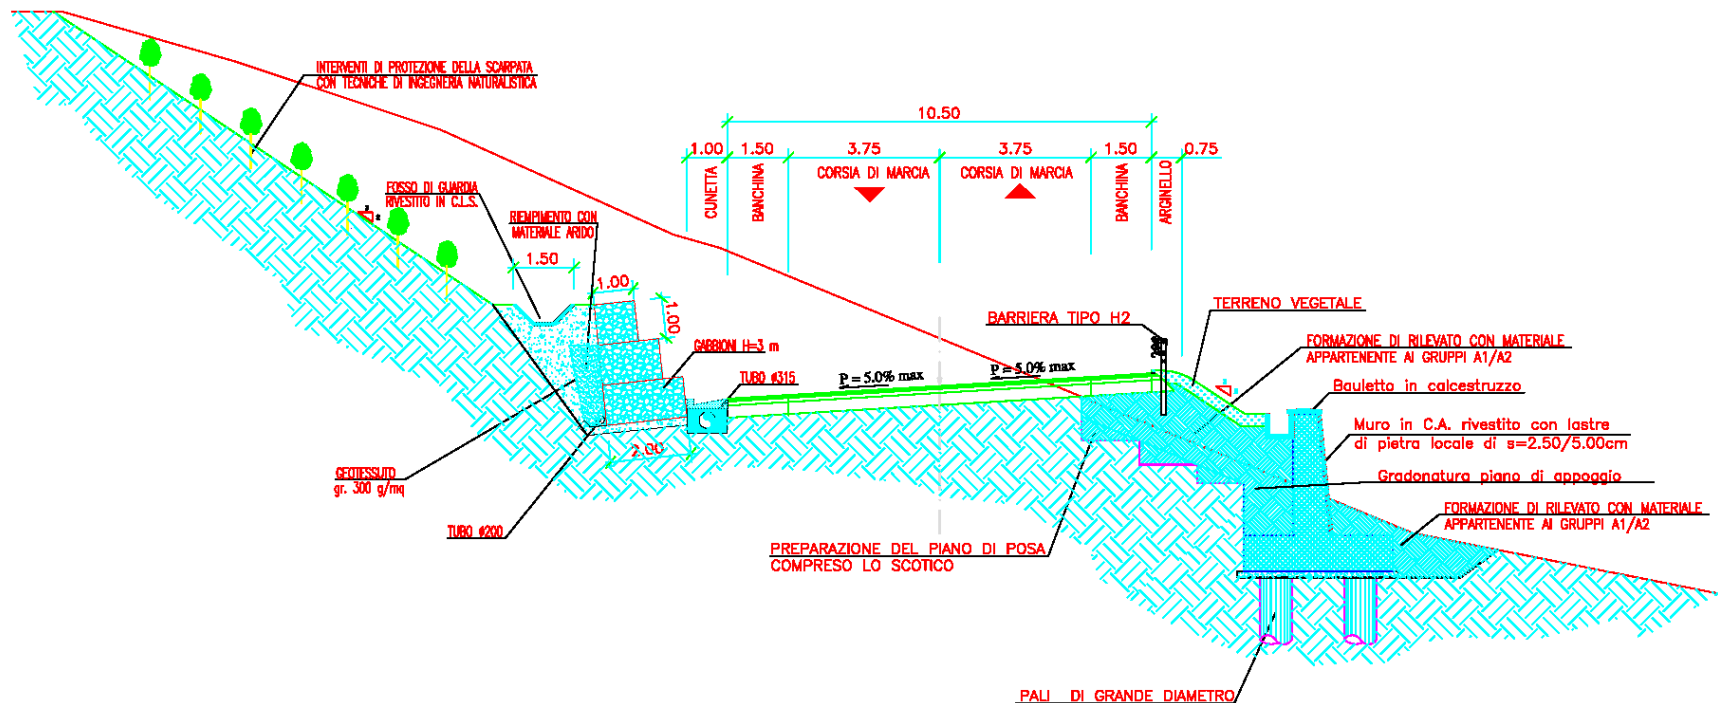 INTERVENTI DI PROTEZIONE DELLA SCARPATA
CON TECNICHE DI INGEGNERIA NATURALISTICA
10.50
1.00
1.50
3.75
3.75
1.50
0.75
CUNETTA
BANCHINA
CORSIA DI MARCIA
CORSIA DI MARCIA
BANCHINA
ARGINELLO
FOSSO DI GUARDIA
RIVESTITO IN C.L.S.
RIEMPIMENTO CON
MATERIALE ARIDO
1.50
1.00
1.00
GABBIONI H=3 m
TUBO ø315
P = 5.0% max
P = 5.0% max
BARRIERA TIPO H2
TERRENO VEGETALE
FORMAZIONE DI RILEVATO CON MATERIALE
APPARTENENTE AI GRUPPI A1/A2
Bauletto in calcestruzzo
Muro in C.A. rivestito con lastre
di pietra locale di s=2.50/5.00cm
Gradonatura piano di appoggio
FORMAZIONE DI RILEVATO CON MATERIALE
APPARTENENTE AI GRUPPI A1/A2
2.00
GEOTESSUTO
gr. 300 g/mq
TUBO ø200
PREPARAZIONE DEL PIANO DI POSA
COMPRESO LO SCOTICO
PALI DI GRANDE DIAMETRO